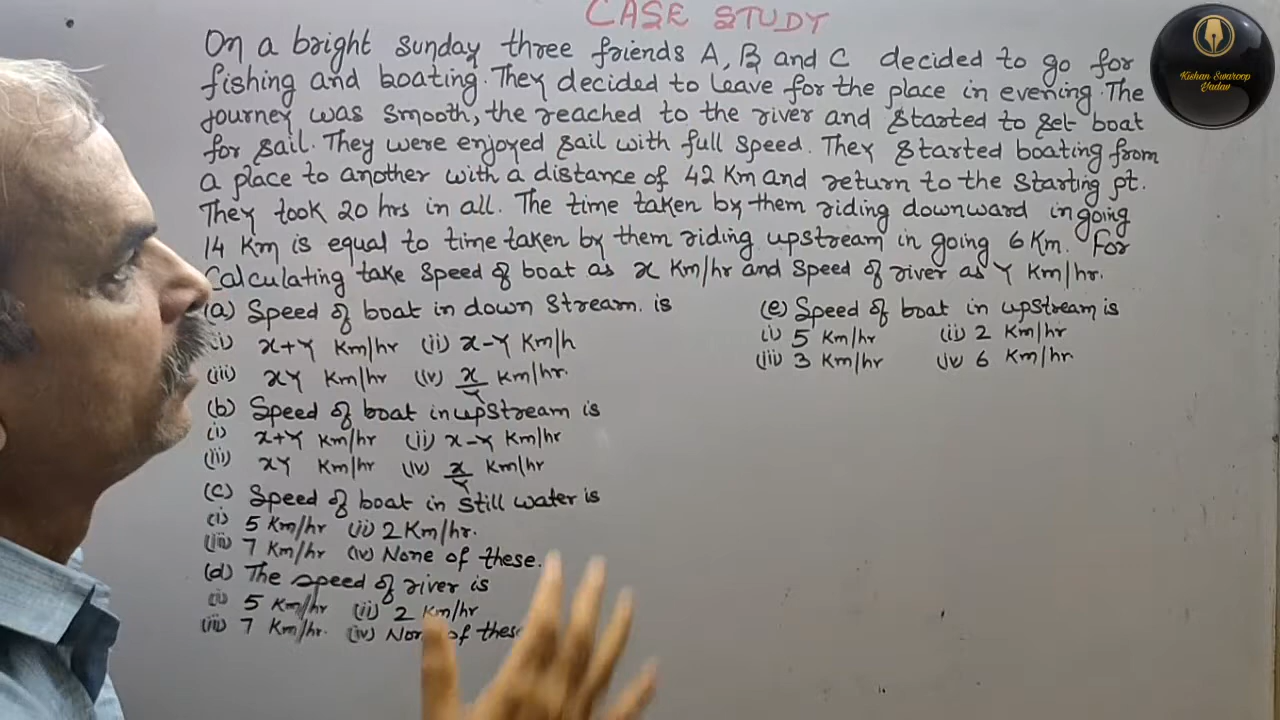 CASE STUDY
On a bright sunday three friends A, B and C decided to go for
fishing and boating. They decided to leave for the place in evening. The
journey was smooth, the reached to the river and started to set boat
for sail. They were enjoyed sail with full speed. They started boating from
a place to another with a distance of 42 Km and return to the starting pt.
They took 20 hrs in all. The time taken by them riding downward in going
14 Km is equal to time taken by them riding upstream in going 6 Km. For
Calculating take speed of boat as x Km/hr and speed of river as Y Km/hr.
(a) Speed of boat in down stream. is
(i) x+Y Km/hr (ii) x-Y Km/h
(iii) xY Km/hr (iv) x/Y Km/hr.
(b) Speed of boat in upstream is
(i) x+Y Km/hr (ii) x-Y Km/hr
(iii) xY Km/hr (iv) x/Y Km/hr
(c) Speed of boat in still water is
(i) 5 Km/hr (ii) 2 Km/hr.
(iii) 7 Km/hr (iv) None of these.
(d) The speed of river is
(i) 5 Km/hr (ii) 2 Km/hr
(iii) 7 Km/hr. (iv) of
(e) Speed of boat in upstream is
(i) 5 Km/hr (ii) 2 Km/hr
(iii) 3 Km/hr (iv) 6 Km/hr.
Kishan Swaroop
Yadav